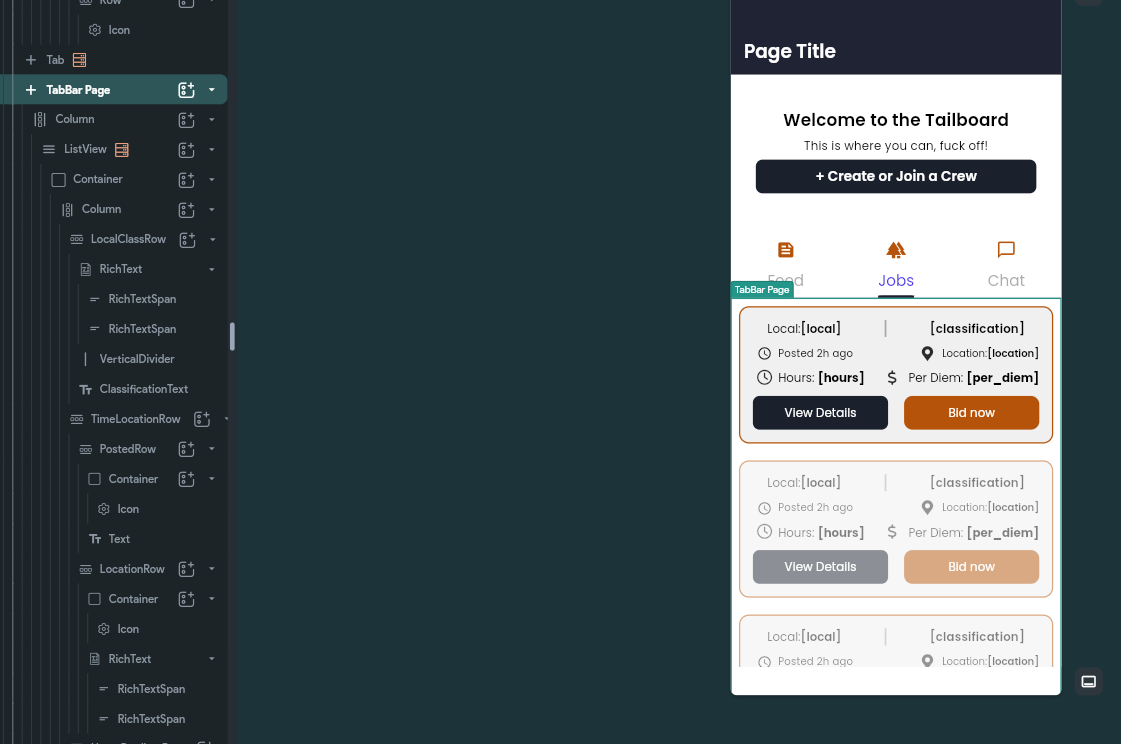 Row
Icon
Tab
TabBar Page
Column
ListView
Container
Column
LocalClassRow
RichText
RichTextSpan
RichTextSpan
VerticalDivider
ClassificationText
TimeLocationRow
PostedRow
Container
Icon
Text
LocationRow
Container
Icon
RichText
RichTextSpan
RichTextSpan
Page Title
Welcome to the Tailboard
This is where you can, fuck off!
+ Create or Join a Crew
Feed Jobs Chat
TabBar Page
Local:[local] [classification]
Posted 2h ago Location:[location]
Hours: [hours] $ Per Diem: [per_diem]
View Details Bid now
Local:[local] [classification]
Posted 2h ago Location:[location]
Hours: [hours] $ Per Diem: [per_diem]
View Details Bid now
Local:[local] [classification]
Posted 2h ago Location:[location]